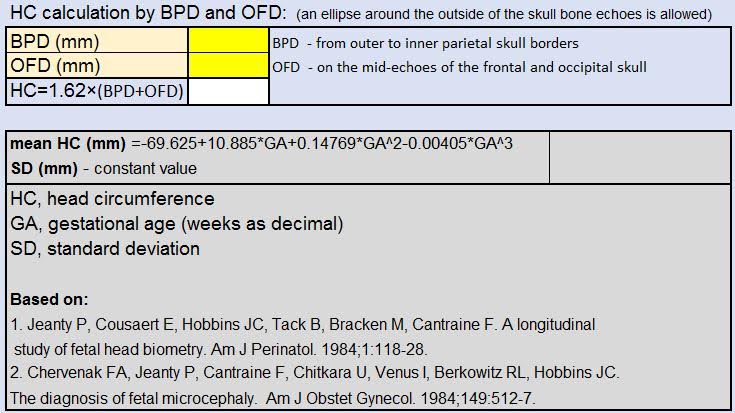 HC calculation by BPD and OFD: (an ellipse around the outside of the skull bone echoes is allowed)
BPD (mm) BPD - from outer to inner parietal skull borders
OFD (mm) OFD - on the mid-echoes of the frontal and occipital skull
HC=1.62×(BPD+OFD)
mean HC (mm) =-69.625+10.885*GA+0.14769*GA^2-0.00405*GA^3
SD (mm) - constant value
HC, head circumference
GA, gestational age (weeks as decimal)
SD, standard deviation
Based on:
1. Jeanty P, Cousaert E, Hobbins JC, Tack B, Bracken M, Cantraine F. A longitudinal
study of fetal head biometry. Am J Perinatol. 1984;1:118-28.
2. Chervenak FA, Jeanty P, Cantraine F, Chitkara U, Venus I, Berkowitz RL, Hobbins JC.
The diagnosis of fetal microcephaly. Am J Obstet Gynecol. 1984;149:512-7.